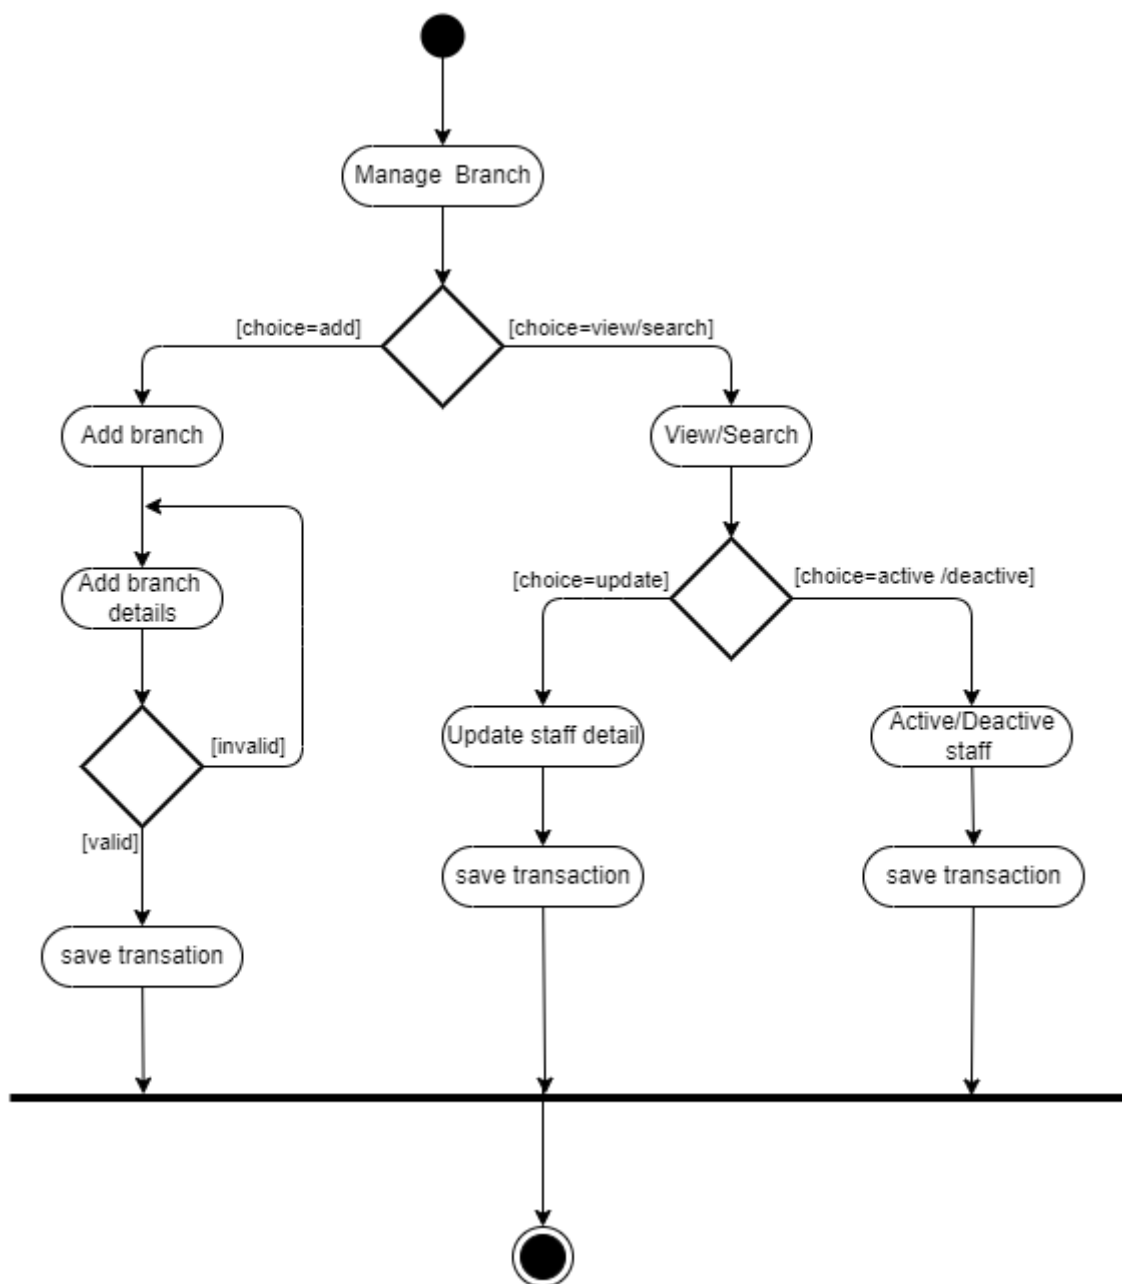 Manage  Branch
[choice=add]
[choice=view/search]
Add branch
View/Search
[choice=update]
[choice=active /deactive]
Add branch
details
Update staff detail
Active/Deactive
staff
[invalid]
[valid]
save transaction
save transaction
save transation